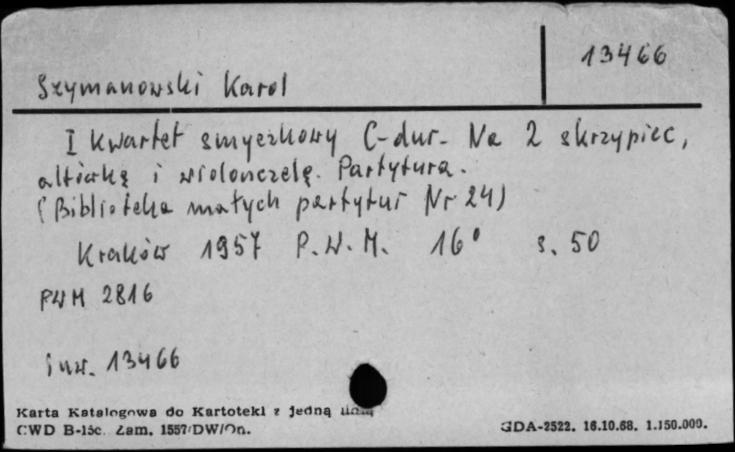 13466
Szymanowski Karol
I Kwartet smyczkowy C-dur. Na 2 skrzypiec,
altówkę i wiolonczelę. Partytura.
(Biblioteka małych partytur Nr 24)
Kraków 1957 P.W.M. 16° s. 50
PWM 2816
inw. 13466
Karta Katalogowa do Kartoteki z jedną linią
CWD B-15c. Zam. 1557/DW/On. GDA-2522. 16.10.68. 1.150.000.